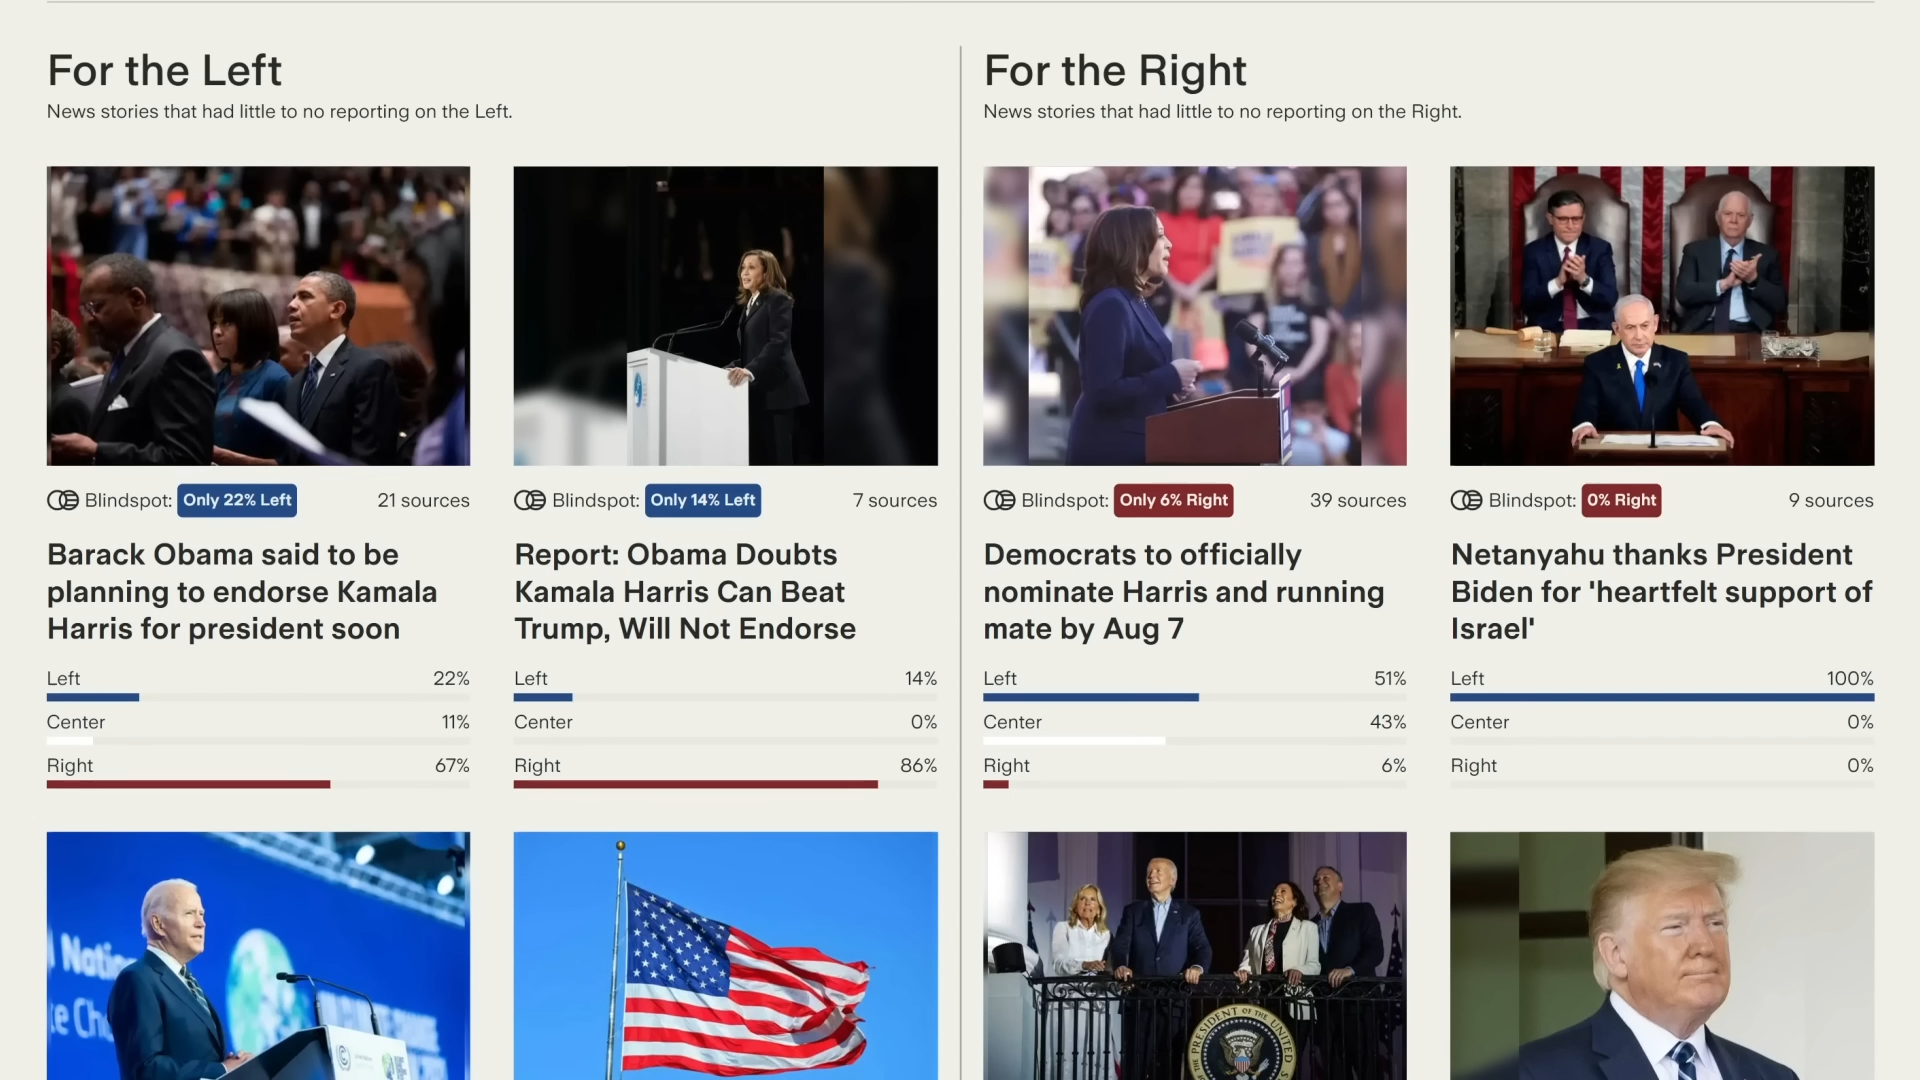 For the Left
News stories that had little to no reporting on the Left.
Blindspot: Only 22% Left 21 sources
Barack Obama said to be
planning to endorse Kamala
Harris for president soon
Left 22%
Center 11%
Right 67%
Blindspot: Only 14% Left 7 sources
Report: Obama Doubts
Kamala Harris Can Beat
Trump, Will Not Endorse
Left 14%
Center 0%
Right 86%
For the Right
News stories that had little to no reporting on the Right.
Blindspot: Only 6% Right 39 sources
Democrats to officially
nominate Harris and running
mate by Aug 7
Left 51%
Center 43%
Right 6%
Blindspot: 0% Right 9 sources
Netanyahu thanks President
Biden for 'heartfelt support of
Israel'
Left 100%
Center 0%
Right 0%
PRESIDENT OF THE